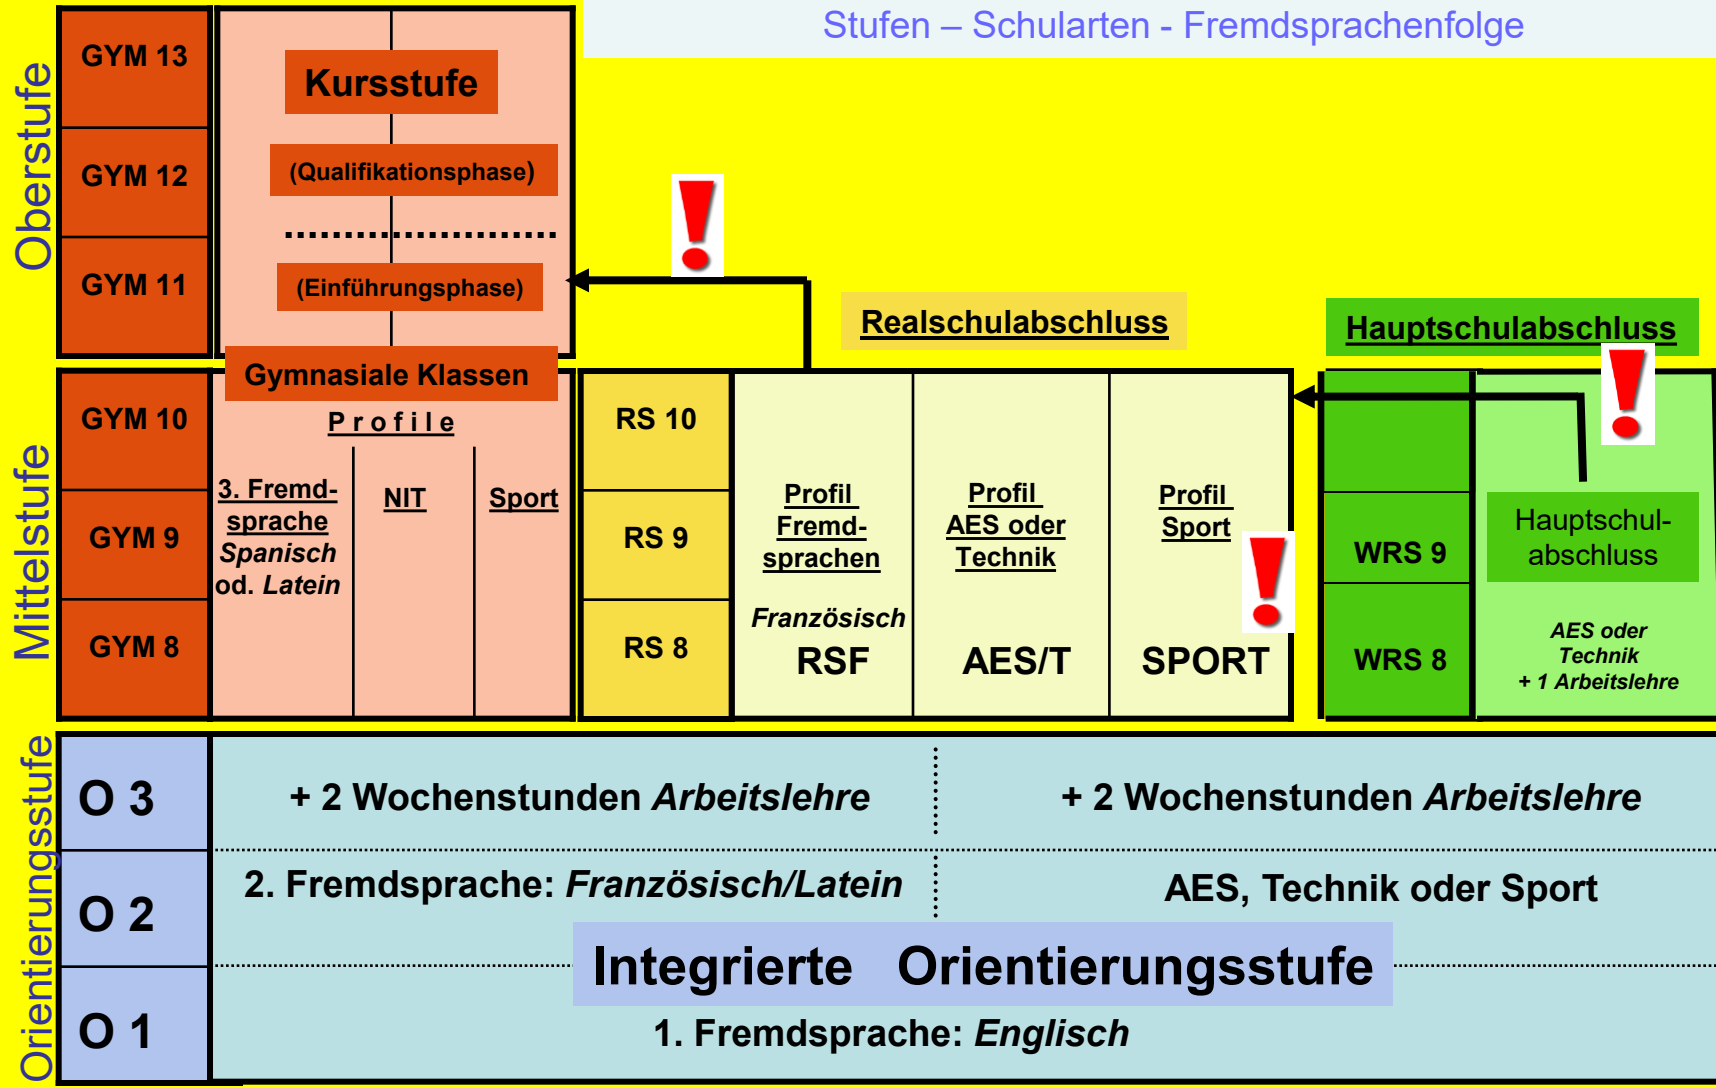 Stufen – Schularten - Fremdsprachenfolge
Oberstufe
GYM 13
GYM 12
GYM 11
Kursstufe
(Qualifikationsphase)
(Einführungsphase)
Realschulabschluss
Hauptschulabschluss
Mittelstufe
GYM 10
GYM 9
GYM 8
Gymnasiale Klassen
Profile
3. Fremd-
sprache
Spanisch
od. Latein
NIT
Sport
RS 10
RS 9
RS 8
Profil
Fremd-
sprachen
Französisch
RSF
Profil
AES oder
Technik
AES/T
Profil
Sport
SPORT
WRS 9
WRS 8
Hauptschul-
abschluss
AES oder
Technik
+ 1 Arbeitslehre
Orientierungsstufe
O 3
O 2
O 1
+ 2 Wochenstunden Arbeitslehre
+ 2 Wochenstunden Arbeitslehre
2. Fremdsprache: Französisch/Latein
AES, Technik oder Sport
Integrierte Orientierungsstufe
1. Fremdsprache: Englisch